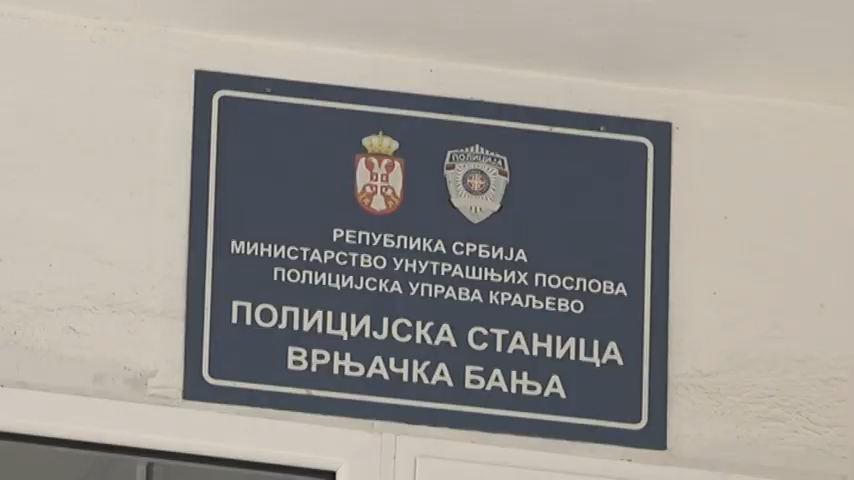 ПОЛИЦИЈА
РЕПУБЛИКА СРБИЈА
МИНИСТАРСТВО УНУТРАШЊИХ ПОСЛОВА
ПОЛИЦИЈСКА УПРАВА КРАЉЕВО
ПОЛИЦИЈСКА СТАНИЦА
ВРЊАЧКА БАЊА